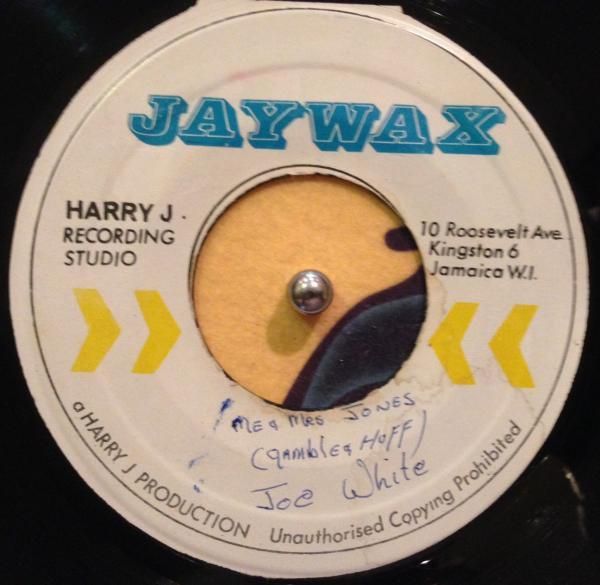 JAYWAX
HARRY J.
RECORDING
STUDIO
10 Roosevelt Ave
Kingston 6
Jamaica W.I.
ME & MRS JONES
(GAMBLE & HUFF)
Joe White
a HARRY J PRODUCTION
Unauthorised Copying Prohibited